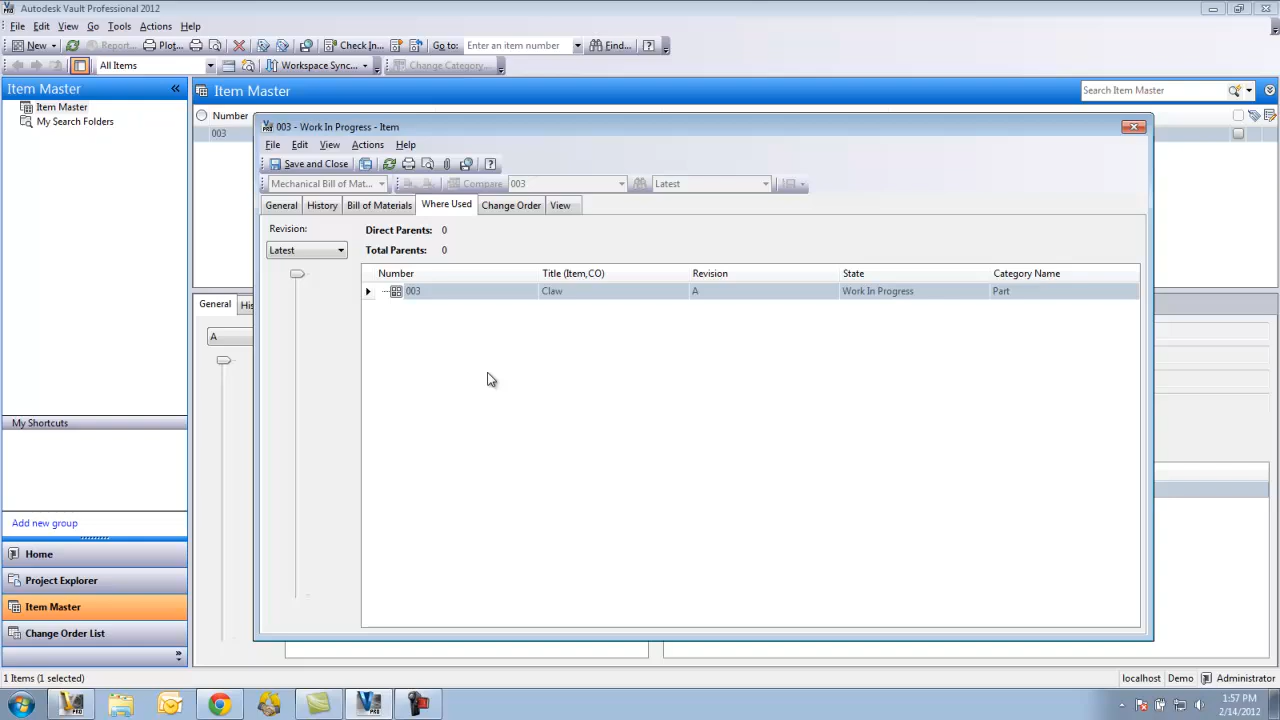 Autodesk Vault Professional 2012
File Edit View Go Tools Actions Help
New Report... Plot... Check In... Go to: Enter an item number Find...
All Items Workspace Sync... Change Category...
Item Master
Item Master
My Search Folders
My Shortcuts
Add new group
Home
Project Explorer
Item Master
Change Order List
Item Master
Search Item Master
Number
003
General His
A
003 - Work In Progress - Item
File Edit View Actions Help
Save and Close
Mechanical Bill of Mat... Compare 003 Latest
General History Bill of Materials Where Used Change Order View
Revision:
Latest
Direct Parents: 0
Total Parents: 0
Number Title (Item,CO) Revision State Category Name
003 Claw A Work In Progress Part
1 Items (1 selected)
localhost Demo Administrator
PRO PRO
1:57 PM
2/14/2012